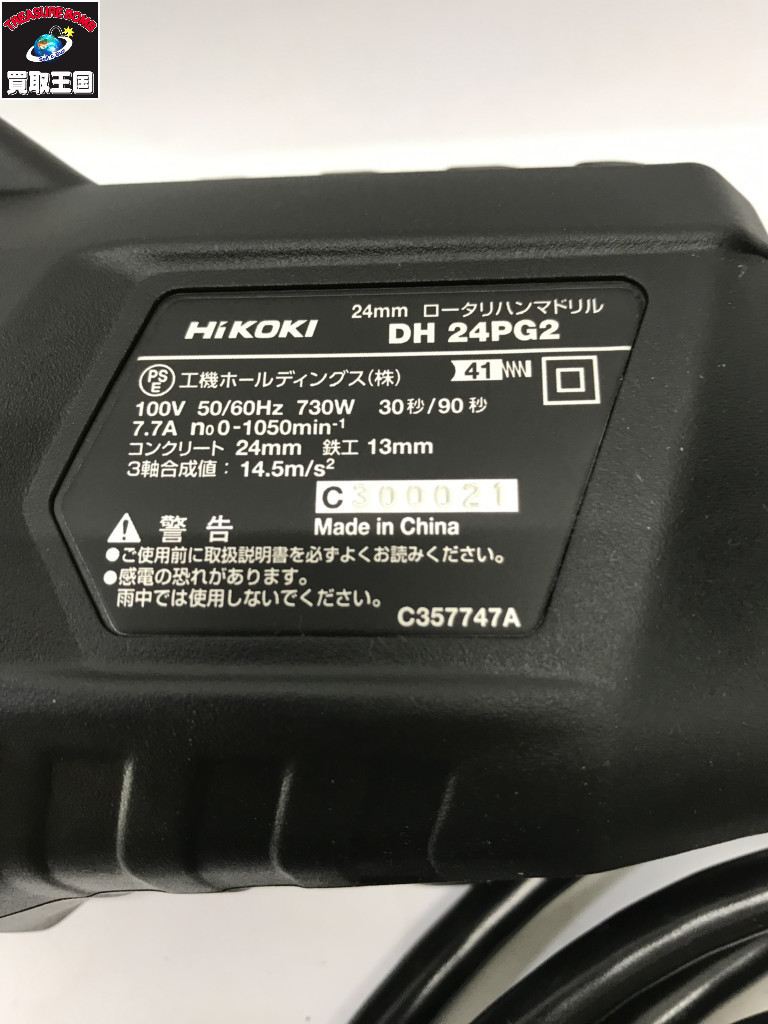 TREASURE BOMB
買取王国
24mm ロータリハンマドリル
HiKOKI DH 24PG2
PSE 工機ホールディングス(株) 41
100V 50/60Hz 730W 30秒/90秒
7.7A n₀ 0-1050min⁻¹
コンクリート 24mm 鉄工 13mm
3軸合成値: 14.5m/s²
C300021
警告 Made in China
●ご使用前に取扱説明書を必ずよくお読みください。
●感電の恐れがあります。
雨中では使用しないでください。
C357747A